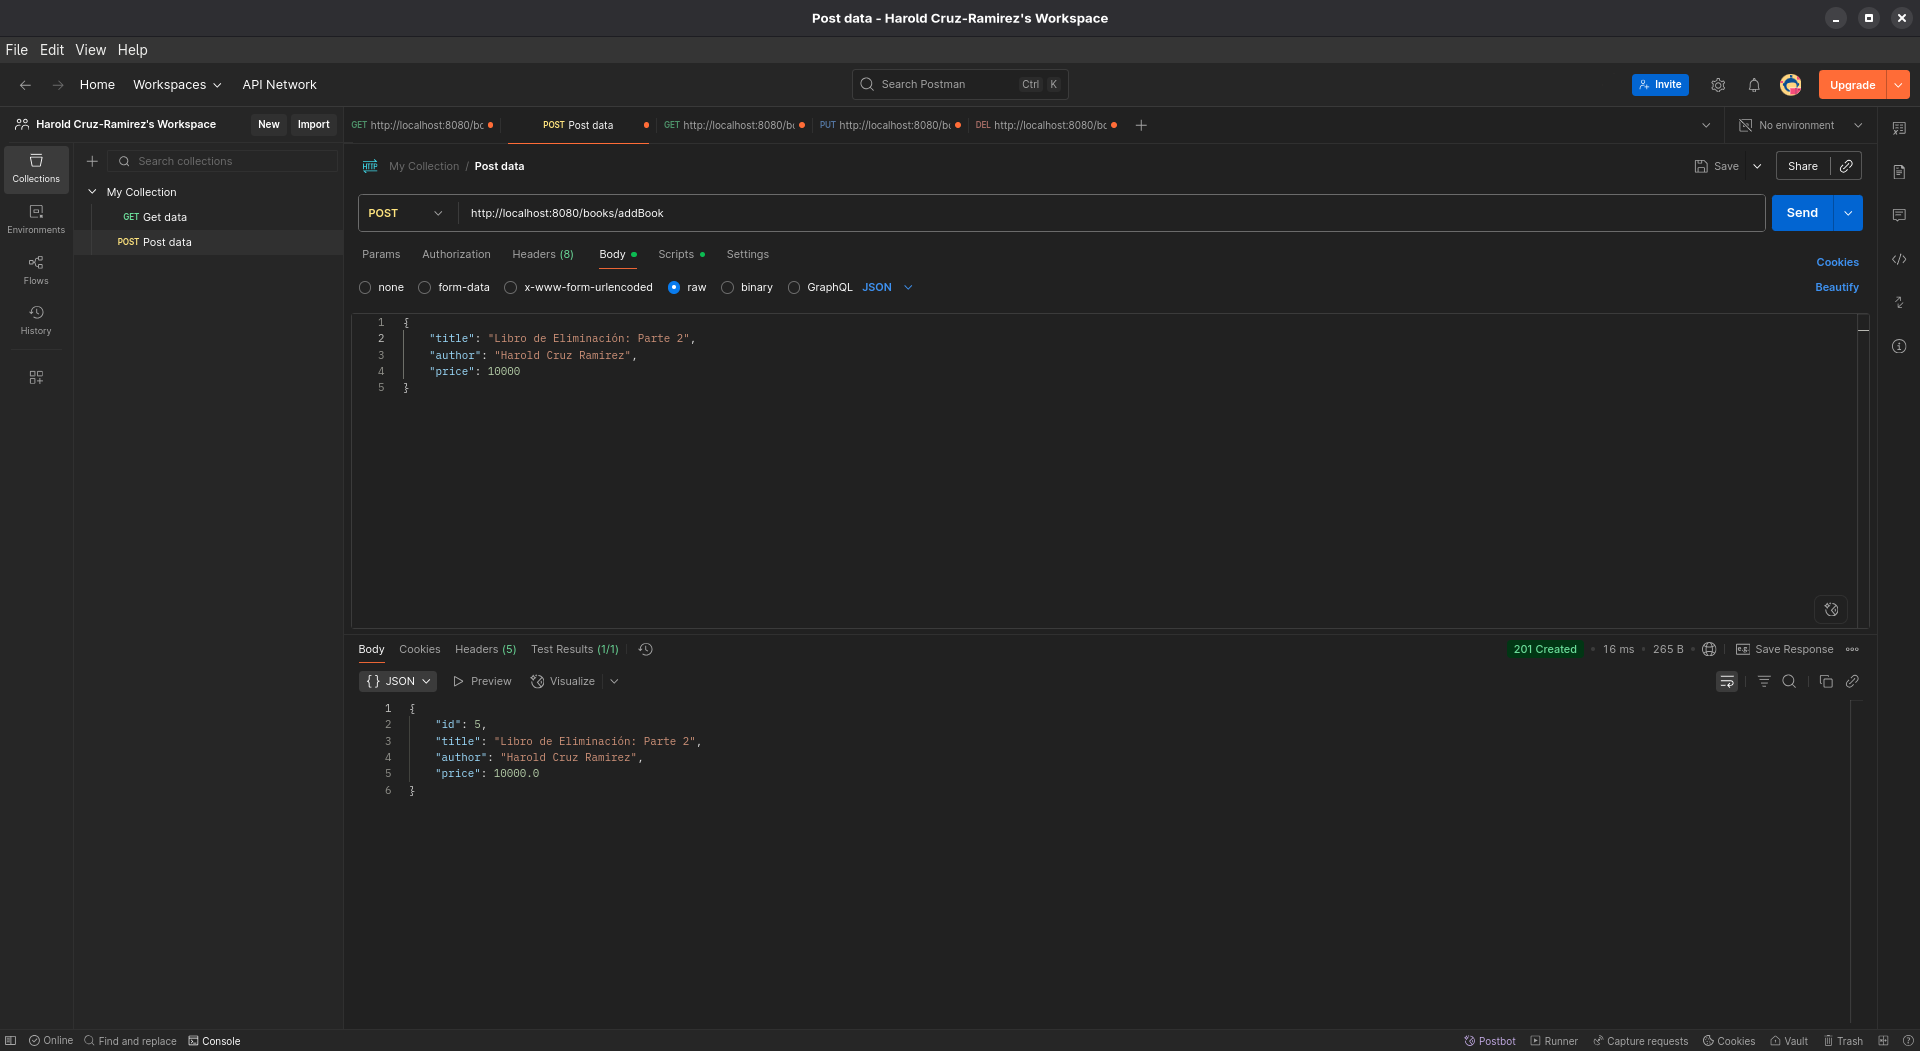 Post data - Harold Cruz-Ramirez's Workspace
File Edit View Help
Home Workspaces API Network
Search Postman Ctrl K
Invite
Upgrade
Harold Cruz-Ramirez's Workspace New Import
GET http://localhost:8080/bo
POST Post data
GET http://localhost:8080/bo
PUT http://localhost:8080/bo
DEL http://localhost:8080/bo
No environment
Collections
Environments
Flows
History
Search collections
My Collection
GET Get data
POST Post data
My Collection / Post data
Save Share
POST http://localhost:8080/books/addBook
Send
Params Authorization Headers (8) Body Scripts Settings
Cookies
none form-data x-www-form-urlencoded raw binary GraphQL JSON
Beautify
1 {
2 "title": "Libro de Eliminación: Parte 2",
3 "author": "Harold Cruz Ramirez",
4 "price": 10000
5 }
Body Cookies Headers (5) Test Results (1/1)
201 Created • 16 ms • 265 B
e.g. Save Response
{} JSON Preview Visualize
1 {
2 "id": 5,
3 "title": "Libro de Eliminación: Parte 2",
4 "author": "Harold Cruz Ramirez",
5 "price": 10000.0
6 }
Online Find and replace Console
Postbot Runner Capture requests Cookies Vault Trash